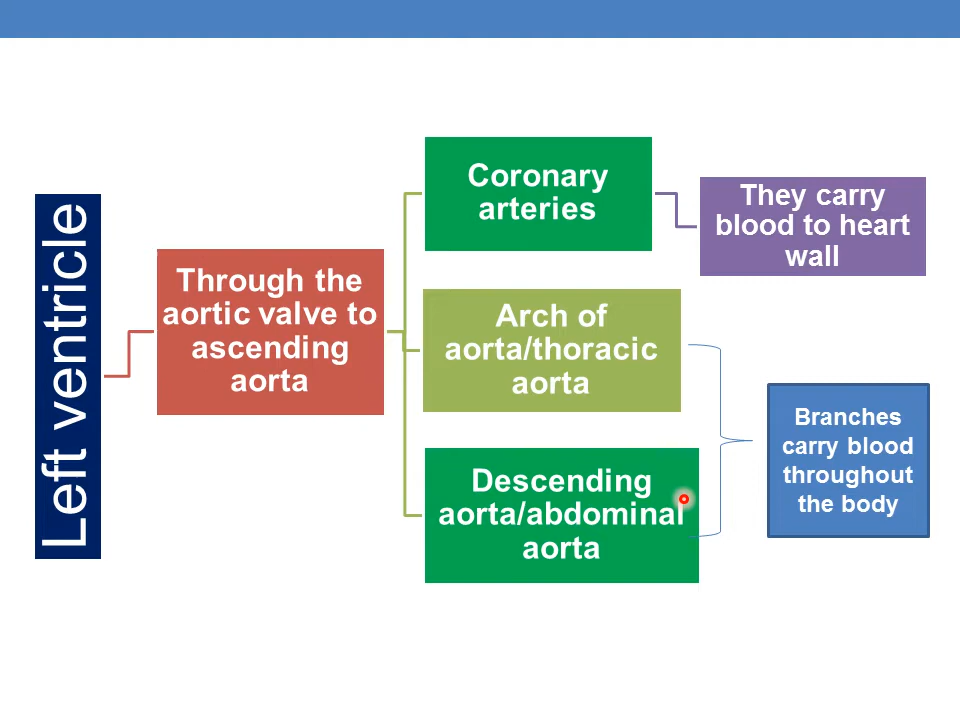 Left ventricle
Through the
aortic valve to
ascending
aorta
Coronary
arteries
They carry
blood to heart
wall
Arch of
aorta/thoracic
aorta
Descending
aorta/abdominal
aorta
Branches
carry blood
throughout
the body